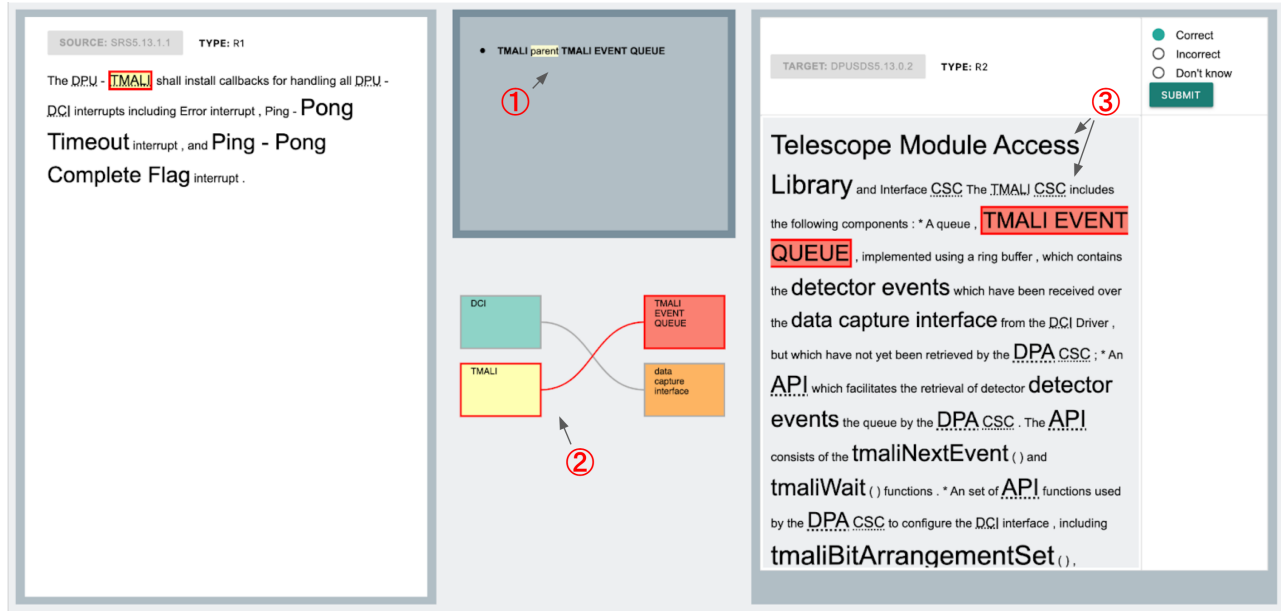 SOURCE: SRS5.13.1.1 TYPE: R1
The DPU - TMALI shall install callbacks for handling all DPU -
DCI interrupts including Error interrupt , Ping - Pong
Timeout interrupt , and Ping - Pong
Complete Flag interrupt .
• TMALI parent TMALI EVENT QUEUE
①
DCI
TMALI
EVENT
QUEUE
TMALI
data
capture
interface
②
TARGET: DPUSDS5.13.0.2 TYPE: R2
Correct
Incorrect
Don't know
SUBMIT
③
Telescope Module Access
Library and Interface CSC The TMALI CSC includes
the following components : * A queue , TMALI EVENT
QUEUE , implemented using a ring buffer , which contains
the detector events which have been received over
the data capture interface from the DCI Driver ,
but which have not yet been retrieved by the DPA CSC ; * An
API which facilitates the retrieval of detector detector
events the queue by the DPA CSC . The API
consists of the tmaliNextEvent ( ) and
tmaliWait ( ) functions . * An set of API functions used
by the DPA CSC to configure the DCI interface , including
tmaliBitArrangementSet ( ) ,